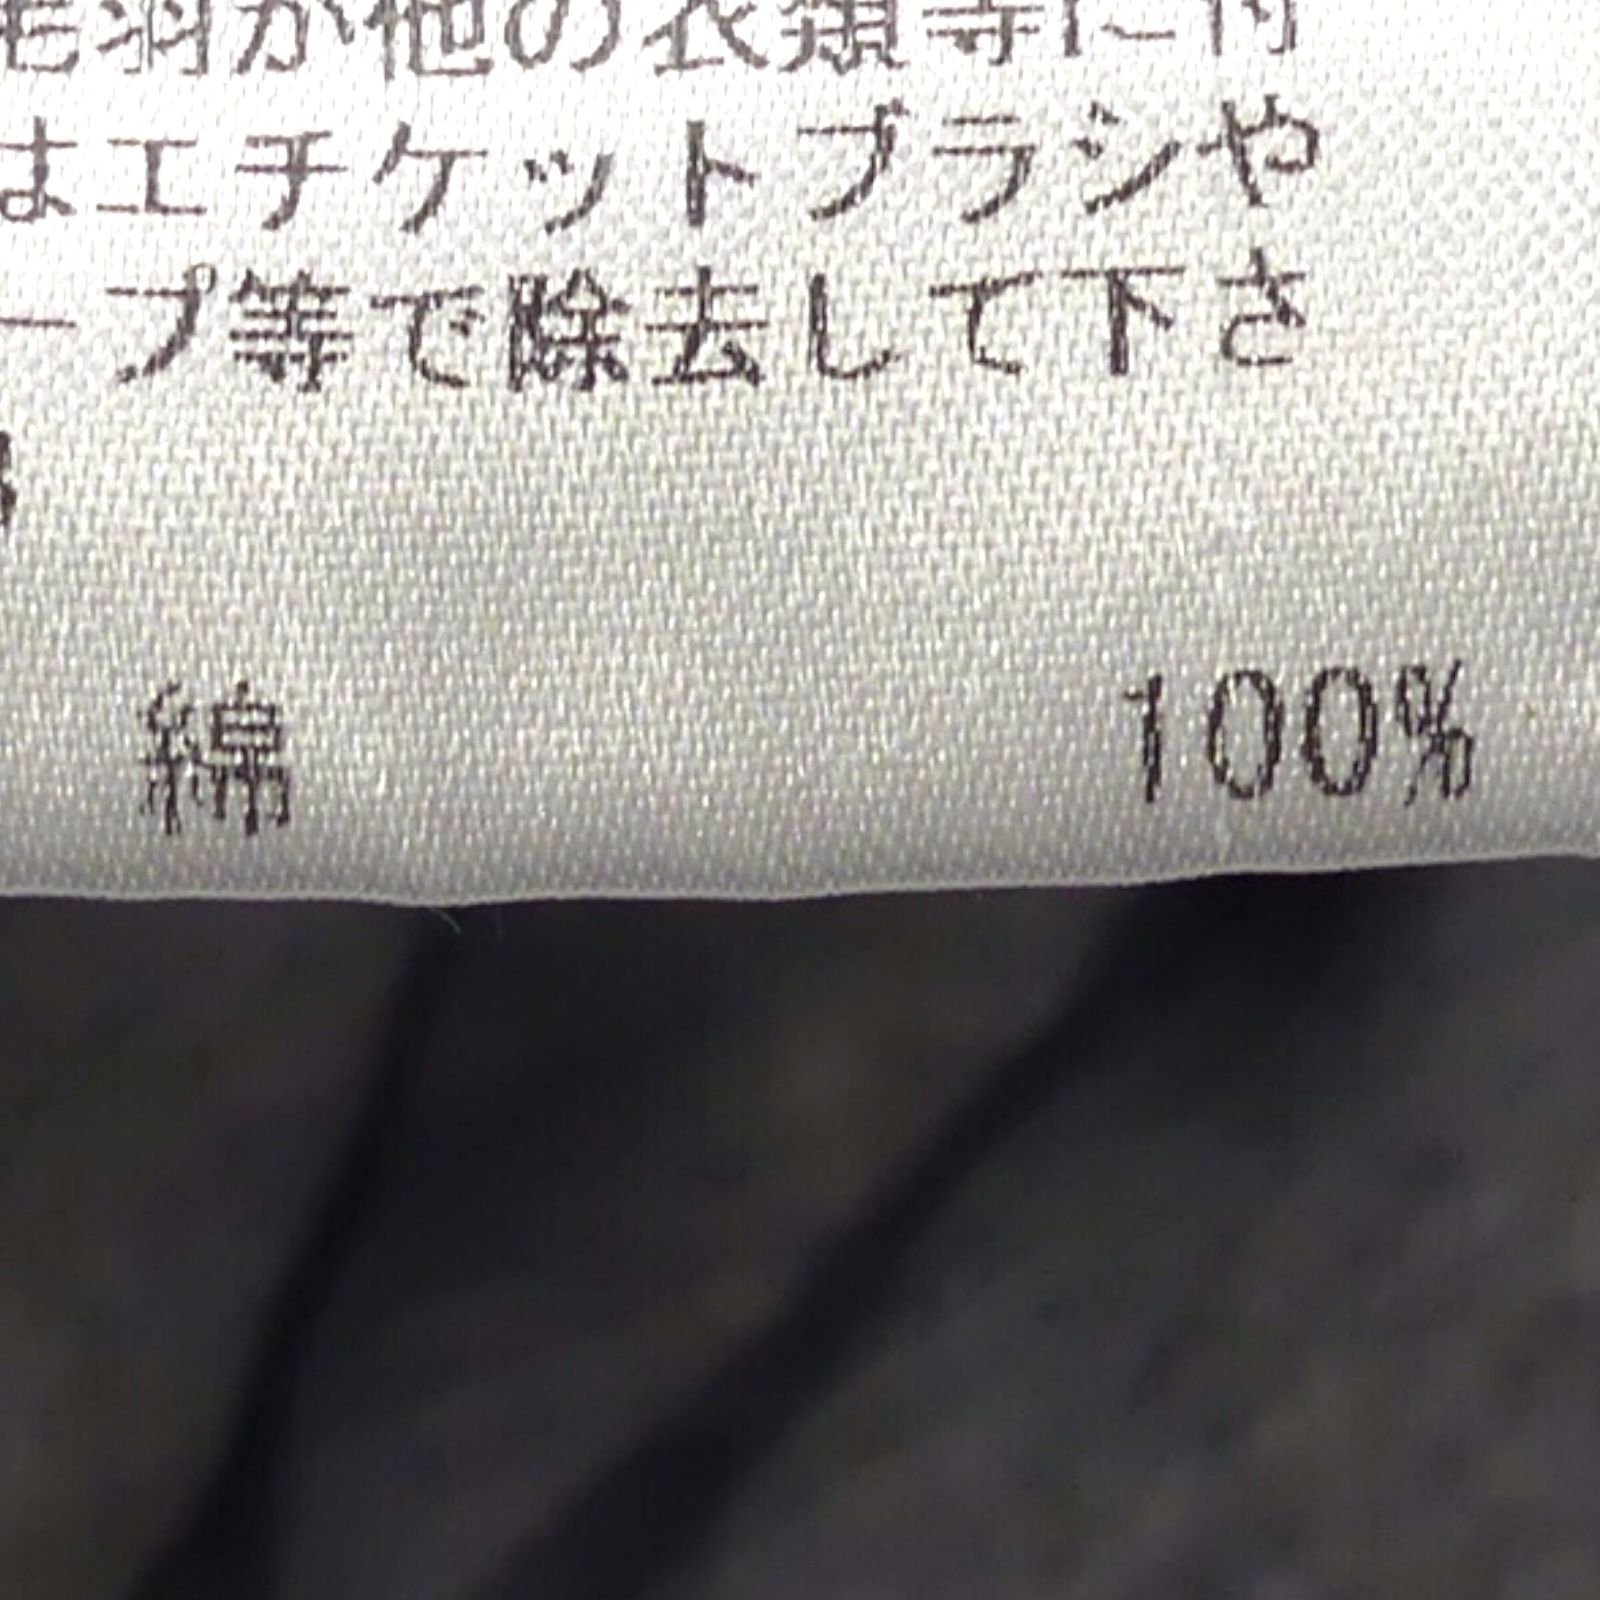 毛羽が他の衣類等に付
はエチケットブラシや
ープ等で除去して下さ
綿 100%